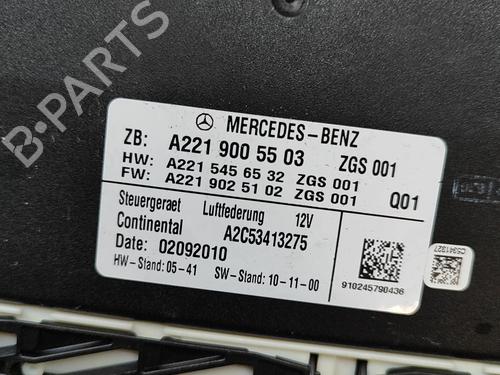 B-PARTS
MERCEDES-BENZ
ZB: A221 900 55 03 ZGS 001
HW: A221 545 65 32 ZGS 001
FW: A221 902 51 02 ZGS 001 Q01
Steuergeraet Luftfederung 12V
Continental A2C53413275
Date: 02092010
HW-Stand: 05-41 SW-Stand: 10-11-00
910245790436